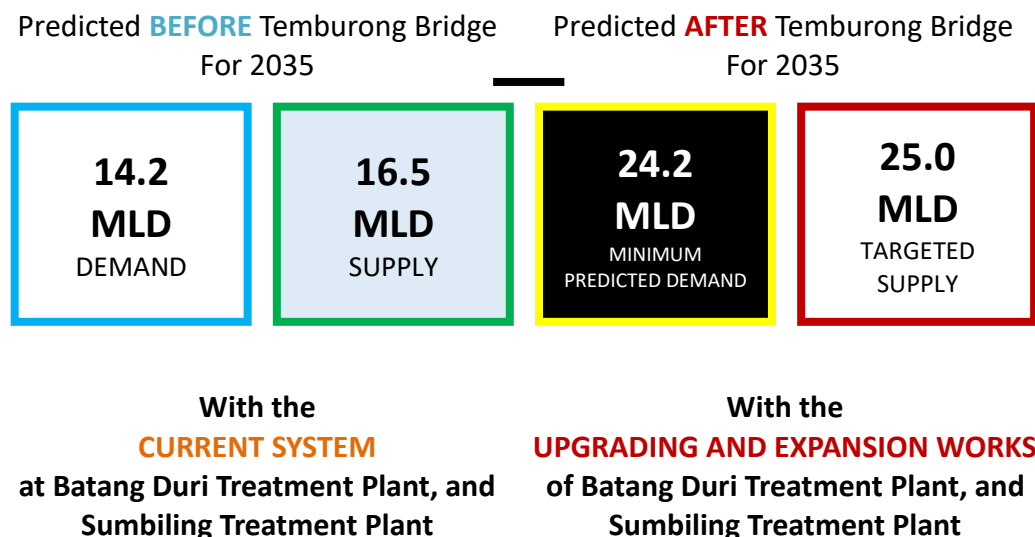 Predicted BEFORE Temburong Bridge
For 2035
Predicted AFTER Temburong Bridge
For 2035
14.2
MLD
DEMAND
16.5
MLD
SUPPLY
24.2
MLD
MINIMUM
PREDICTED DEMAND
25.0
MLD
TARGETED
SUPPLY
With the
CURRENT SYSTEM
at Batang Duri Treatment Plant, and
Sumbiling Treatment Plant
With the
UPGRADING AND EXPANSION WORKS
of Batang Duri Treatment Plant, and
Sumbiling Treatment Plant